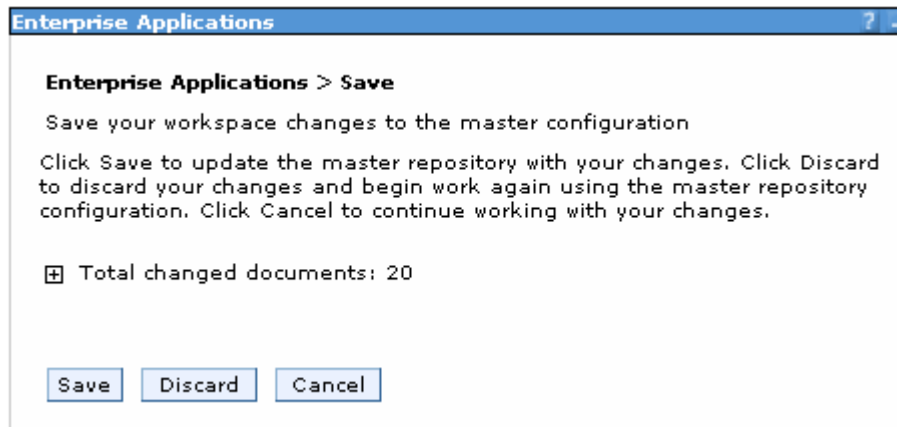 Enterprise Applications ?
Enterprise Applications > Save
Save your workspace changes to the master configuration
Click Save to update the master repository with your changes. Click Discard
to discard your changes and begin work again using the master repository
configuration. Click Cancel to continue working with your changes.
Total changed documents: 20
Save Discard Cancel